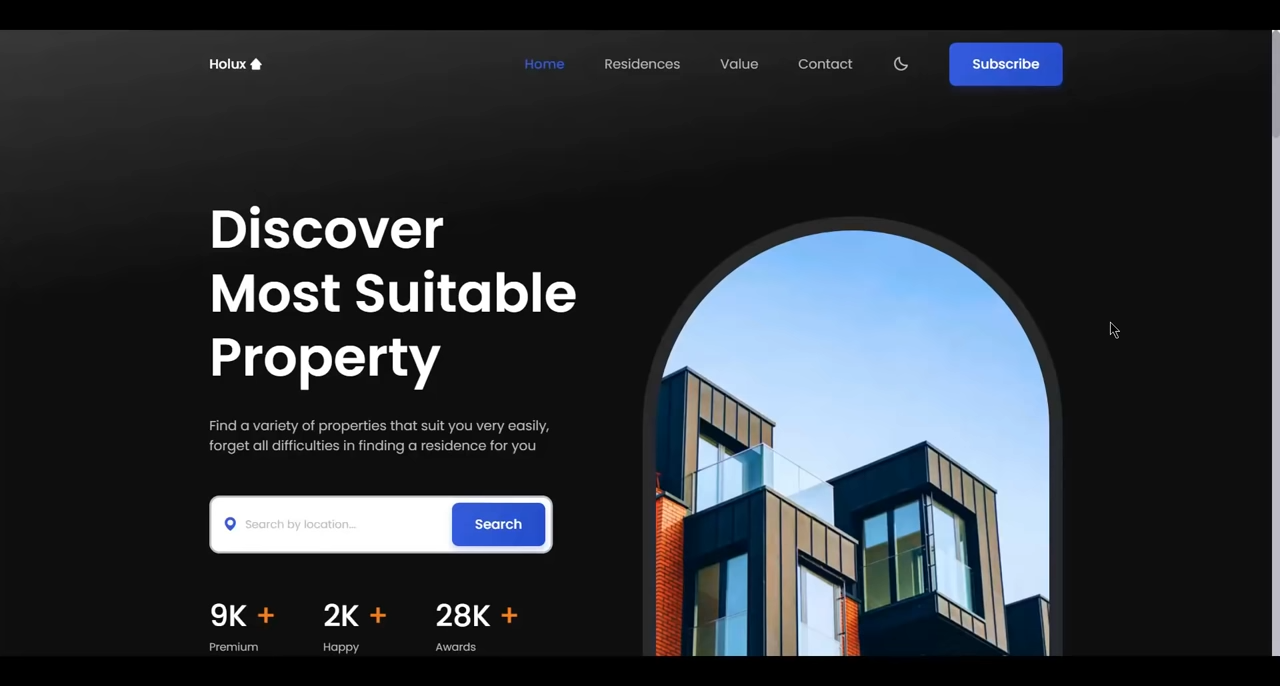 Holux
Home
Residences
Value
Contact
Subscribe
Discover
Most Suitable
Property
Find a variety of properties that suit you very easily,
forget all difficulties in finding a residence for you
Search by location...
Search
9K +
2K +
28K +
Premium
Happy
Awards